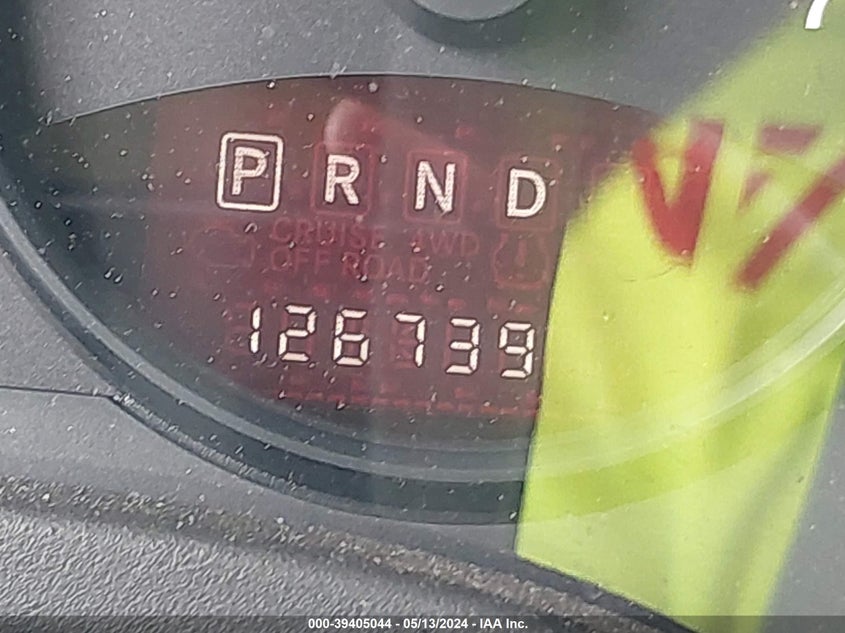 P R N D
CRUISE 4WD
OFF ROAD
126739
000-39405044 — 05/13/2024 - IAA Inc.